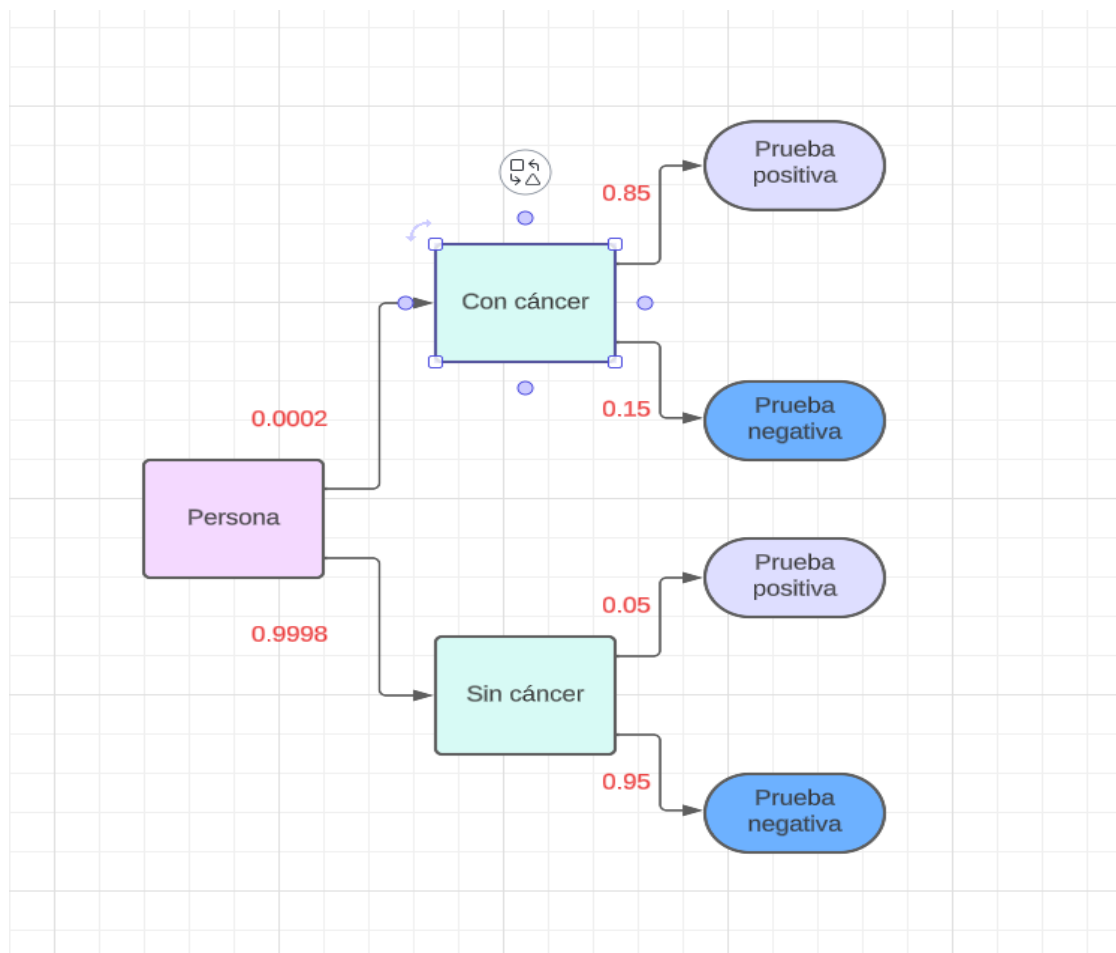 Prueba
positiva
0.85
Con cáncer
0.15
Prueba
negativa
0.0002
Persona
Prueba
positiva
0.05
0.9998
Sin cáncer
0.95
Prueba
negativa